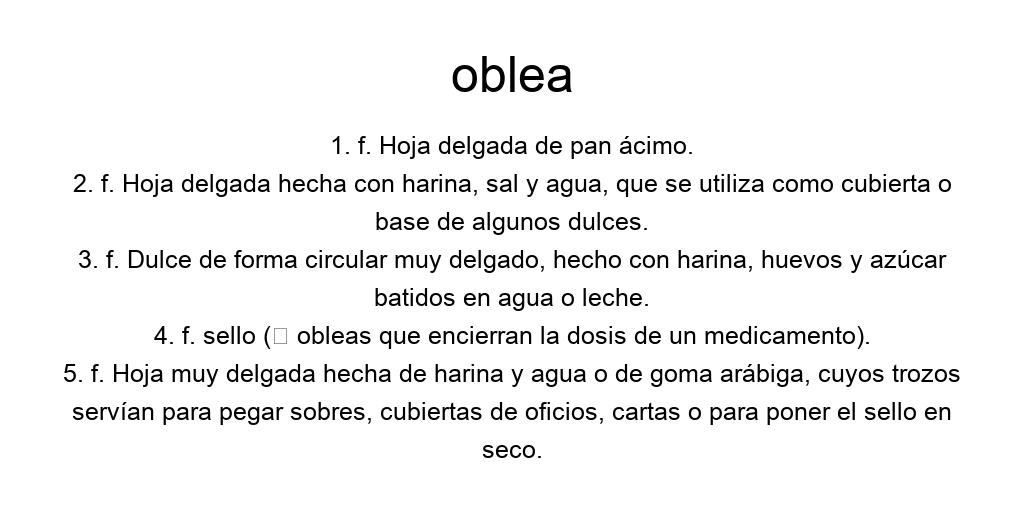 oblea
1. f. Hoja delgada de pan ácimo.
2. f. Hoja delgada hecha con harina, sal y agua, que se utiliza como cubierta o
base de algunos dulces.
3. f. Dulce de forma circular muy delgado, hecho con harina, huevos y azúcar
batidos en agua o leche.
4. f. sello (▯ obleas que encierran la dosis de un medicamento).
5. f. Hoja muy delgada hecha de harina y agua o de goma arábiga, cuyos trozos
servían para pegar sobres, cubiertas de oficios, cartas o para poner el sello en
seco.